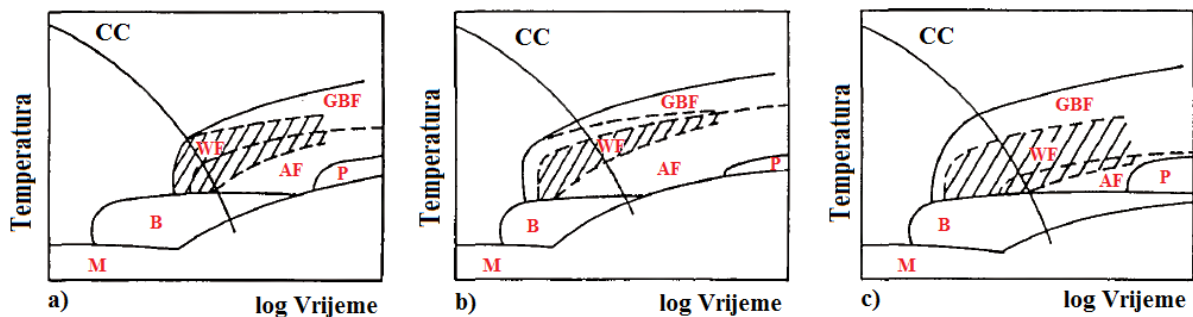 Temperatura
CC
GBF
WF
AF
P
B
M
a)
log Vrijeme
Temperatura
CC
GBF
WF
AF
P
B
M
b)
log Vrijeme
Temperatura
CC
GBF
WF
AF
P
B
M
c)
log Vrijeme